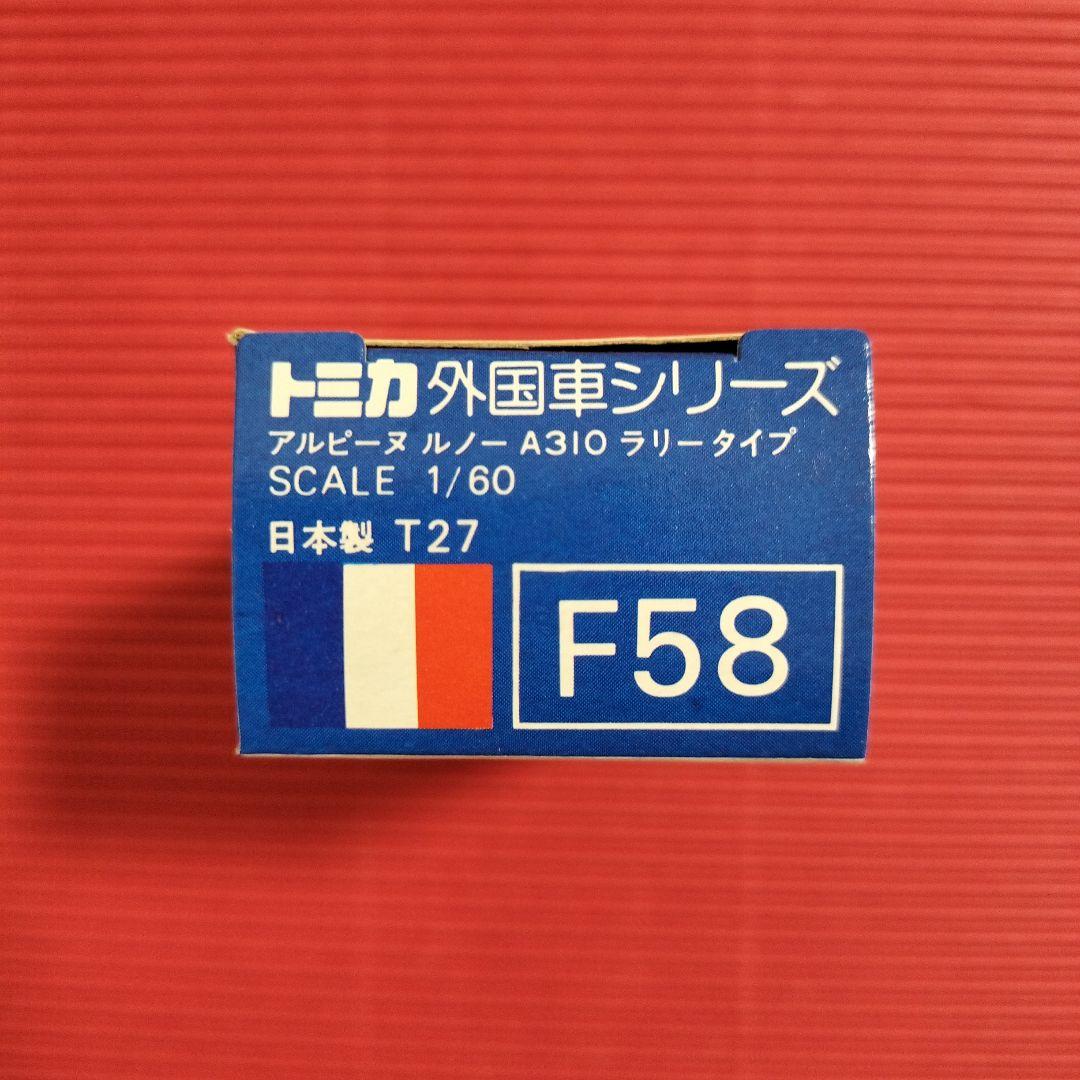 トミカ 外国車シリーズ
アルピーヌ ルノー A310 ラリータイプ
SCALE 1/60
日本製 T27
F58